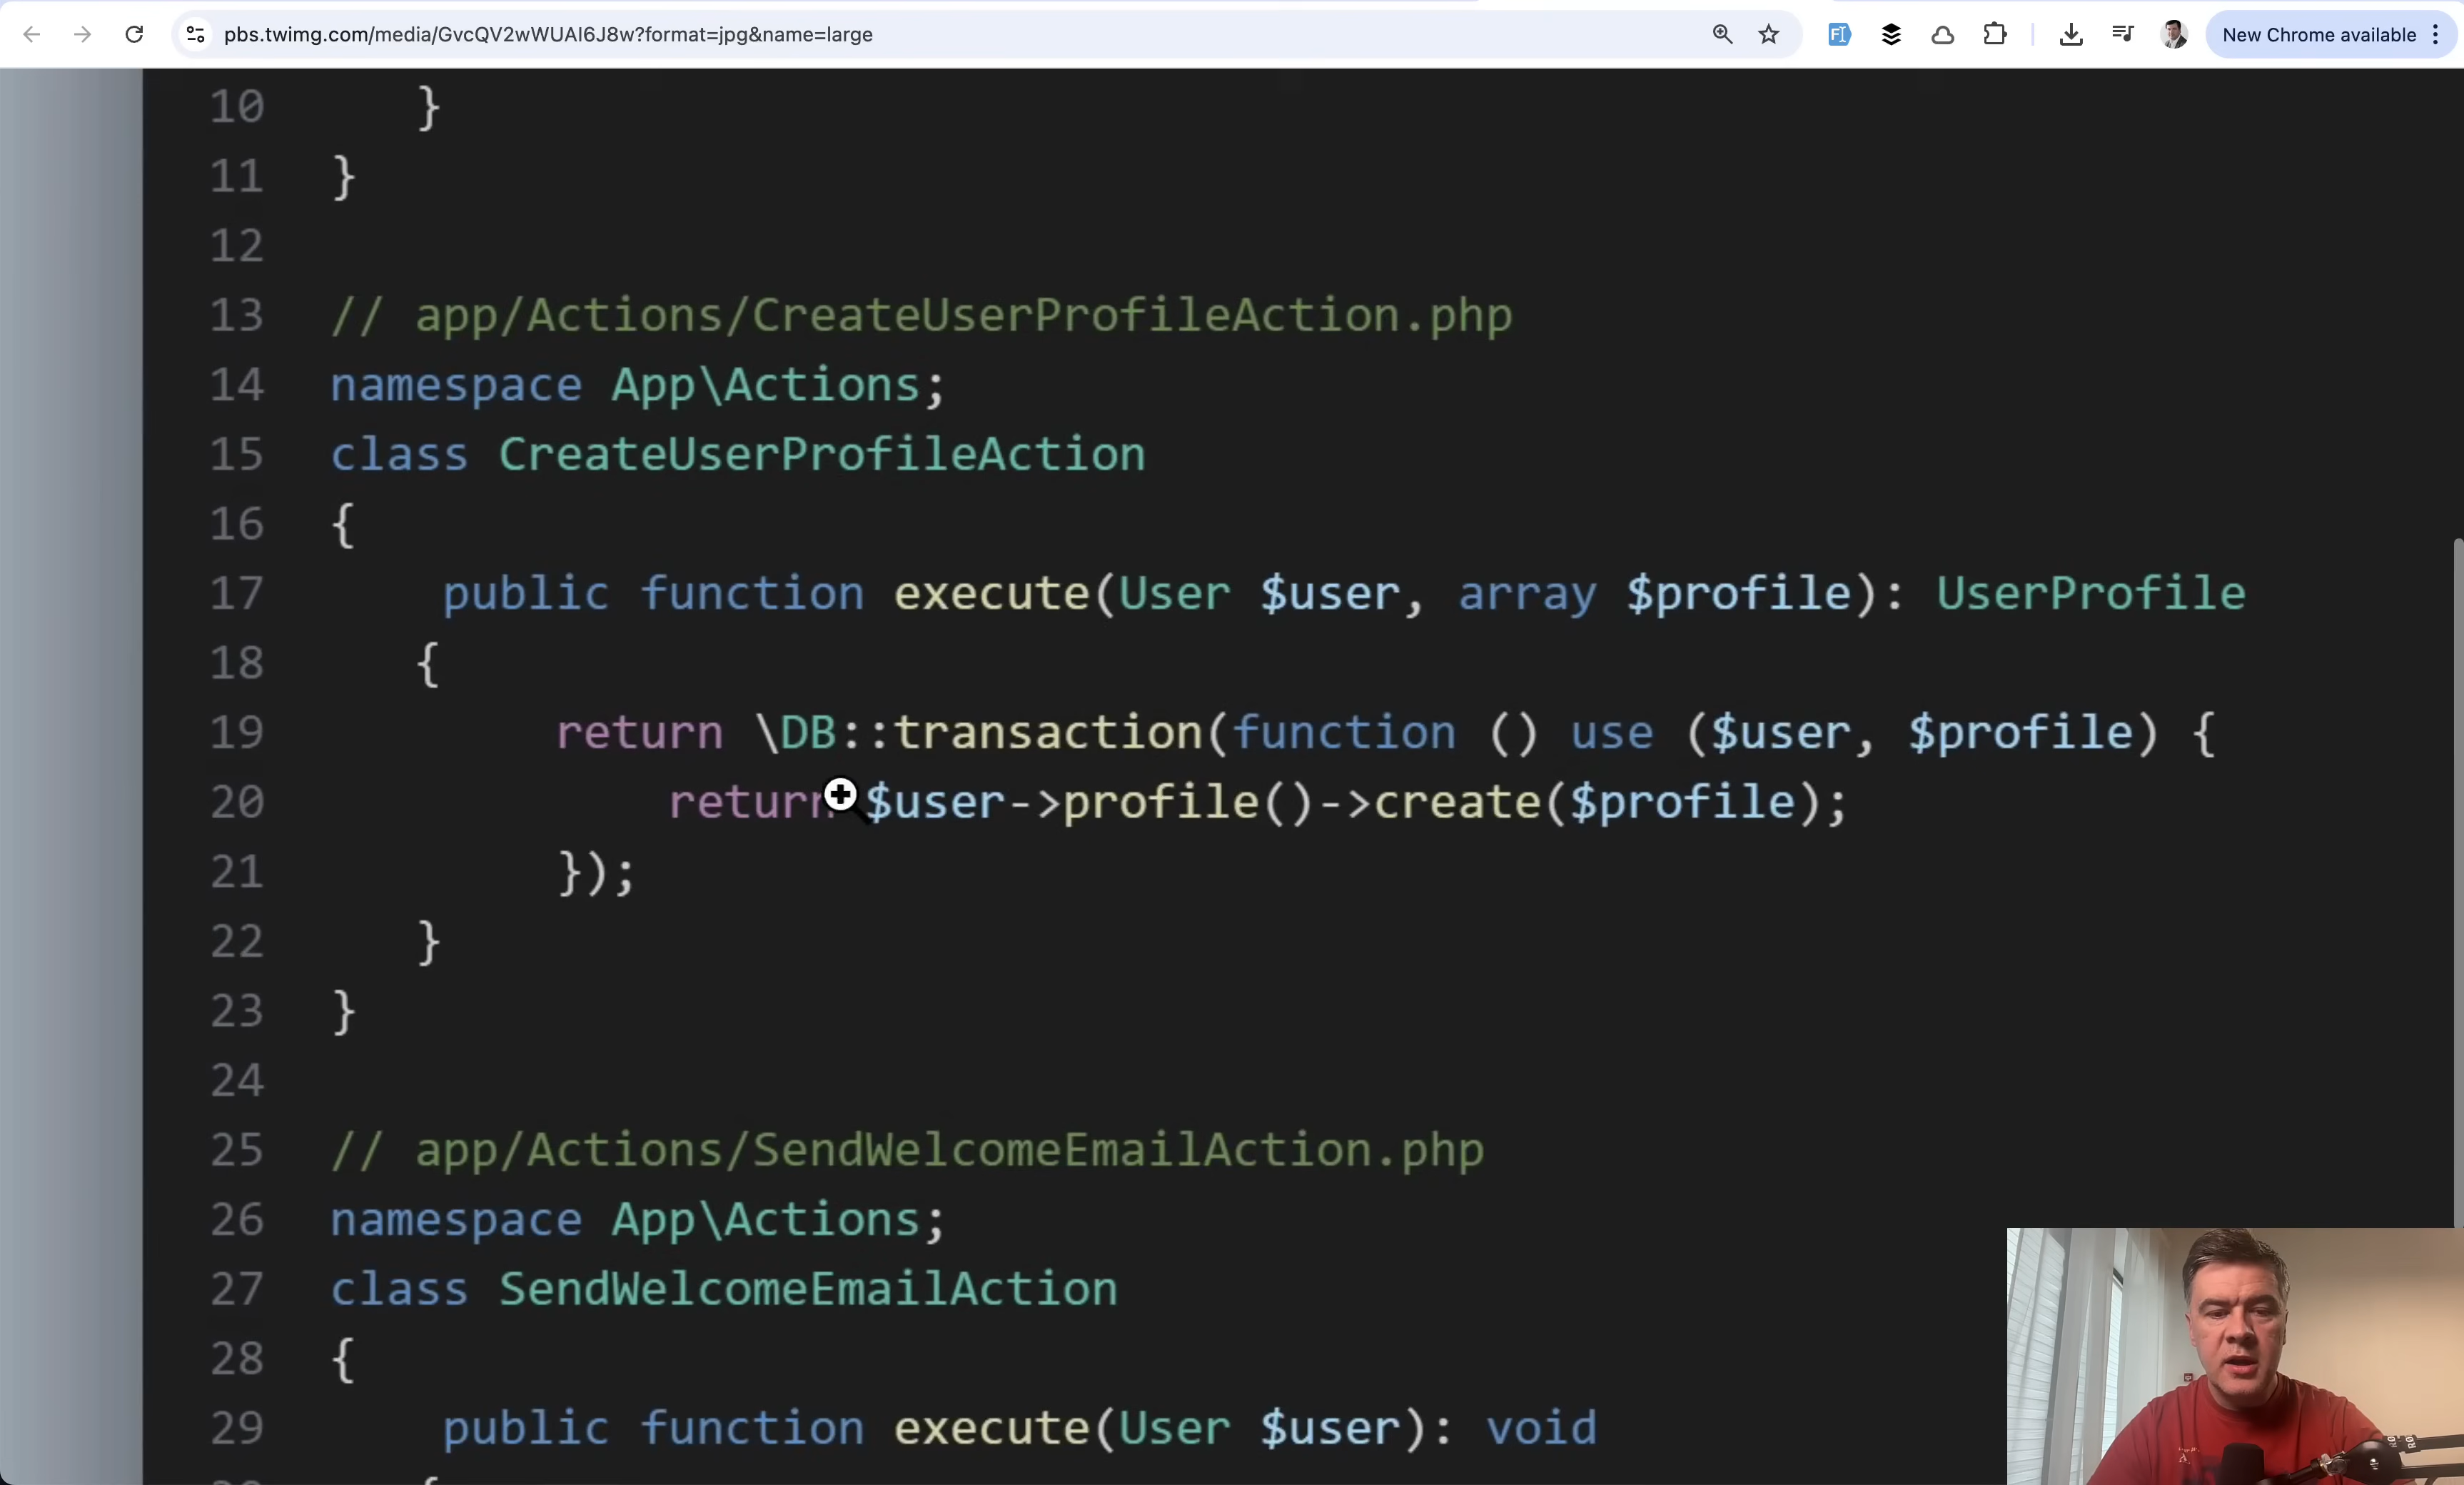 pbs.twimg.com/media/GvcQV2wWUAI6J8w?format=jpg&name=large
New Chrome available
10 }
11 }
12
13 // app/Actions/CreateUserProfileAction.php
14 namespace App\Actions;
15 class CreateUserProfileAction
16 {
17 public function execute(User $user, array $profile): UserProfile
18 {
19 return \DB::transaction(function () use ($user, $profile) {
20 return $user->profile()->create($profile);
21 });
22 }
23 }
24
25 // app/Actions/SendWelcomeEmailAction.php
26 namespace App\Actions;
27 class SendWelcomeEmailAction
28 {
29 public function execute(User $user): void